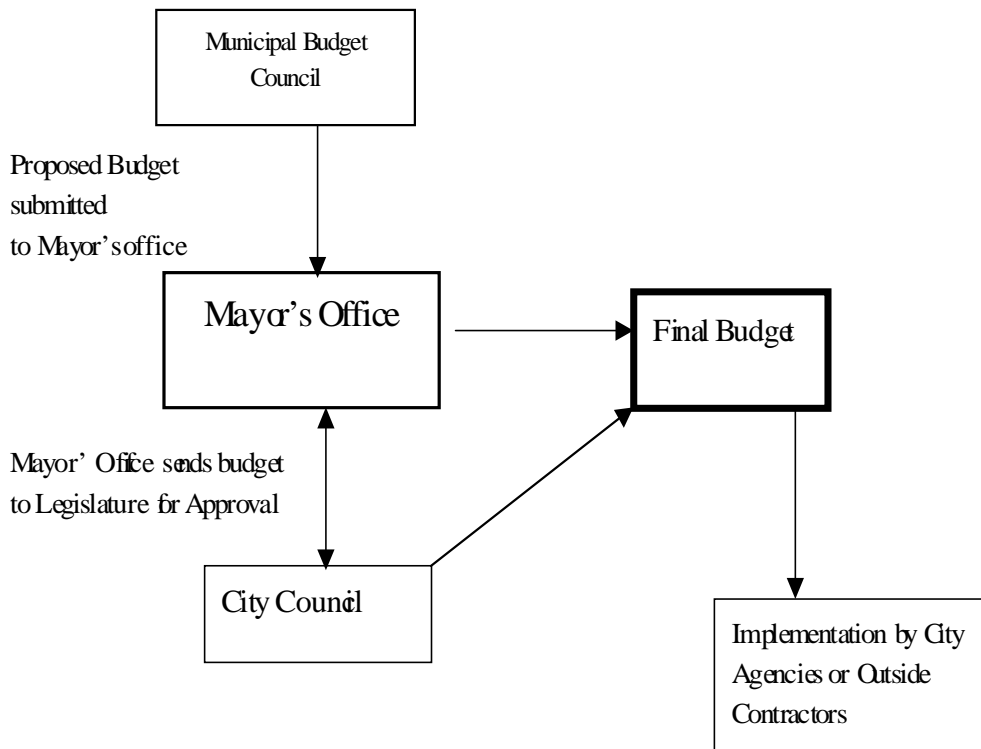 Municipal Budget
Council
Proposed Budget
submitted
to Mayor's office
Mayor's Office
Final Budget
Mayor' Office sends budget
to Legislature for Approval
City Council
Implementation by City
Agencies or Outside
Contractors